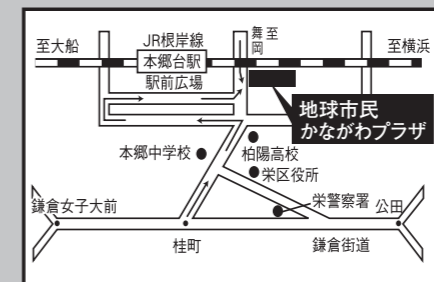 JR根岸線
舞岡
至
至大船
本郷台駅
至横浜
駅前広場
地球市民
かながわプラザ
本郷中学校
柏陽高校
栄区役所
鎌倉女子大前
栄警察署
公田
桂町
鎌倉街道